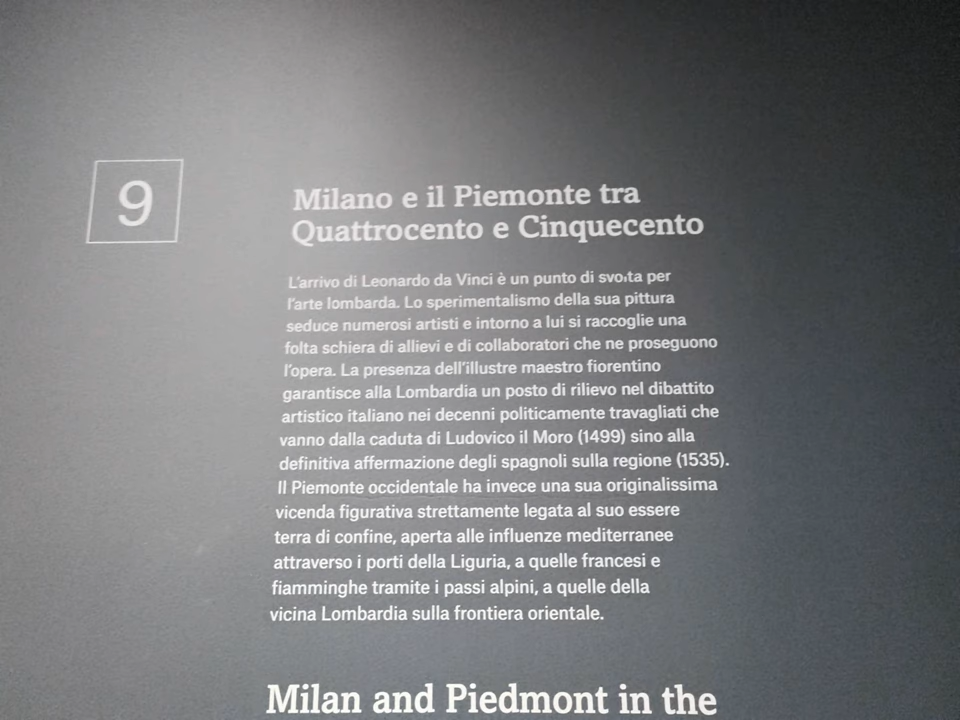 9
Milano e il Piemonte tra
Quattrocento e Cinquecento
L'arrivo di Leonardo da Vinci è un punto di svolta per
l'arte lombarda. Lo sperimentalismo della sua pittura
seduce numerosi artisti e intorno a lui si raccoglie una
folta schiera di allievi e di collaboratori che ne proseguono
l'opera. La presenza dell'illustre maestro fiorentino
garantisce alla Lombardia un posto di rilievo nel dibattito
artistico italiano nei decenni politicamente travagliati che
vanno dalla caduta di Ludovico il Moro (1499) sino alla
definitiva affermazione degli spagnoli sulla regione (1535).
Il Piemonte occidentale ha invece una sua originalissima
vicenda figurativa strettamente legata al suo essere
terra di confine, aperta alle influenze mediterranee
attraverso i porti della Liguria, a quelle francesi e
fiamminghe tramite i passi alpini, a quelle della
vicina Lombardia sulla frontiera orientale.
Milan and Piedmont in the